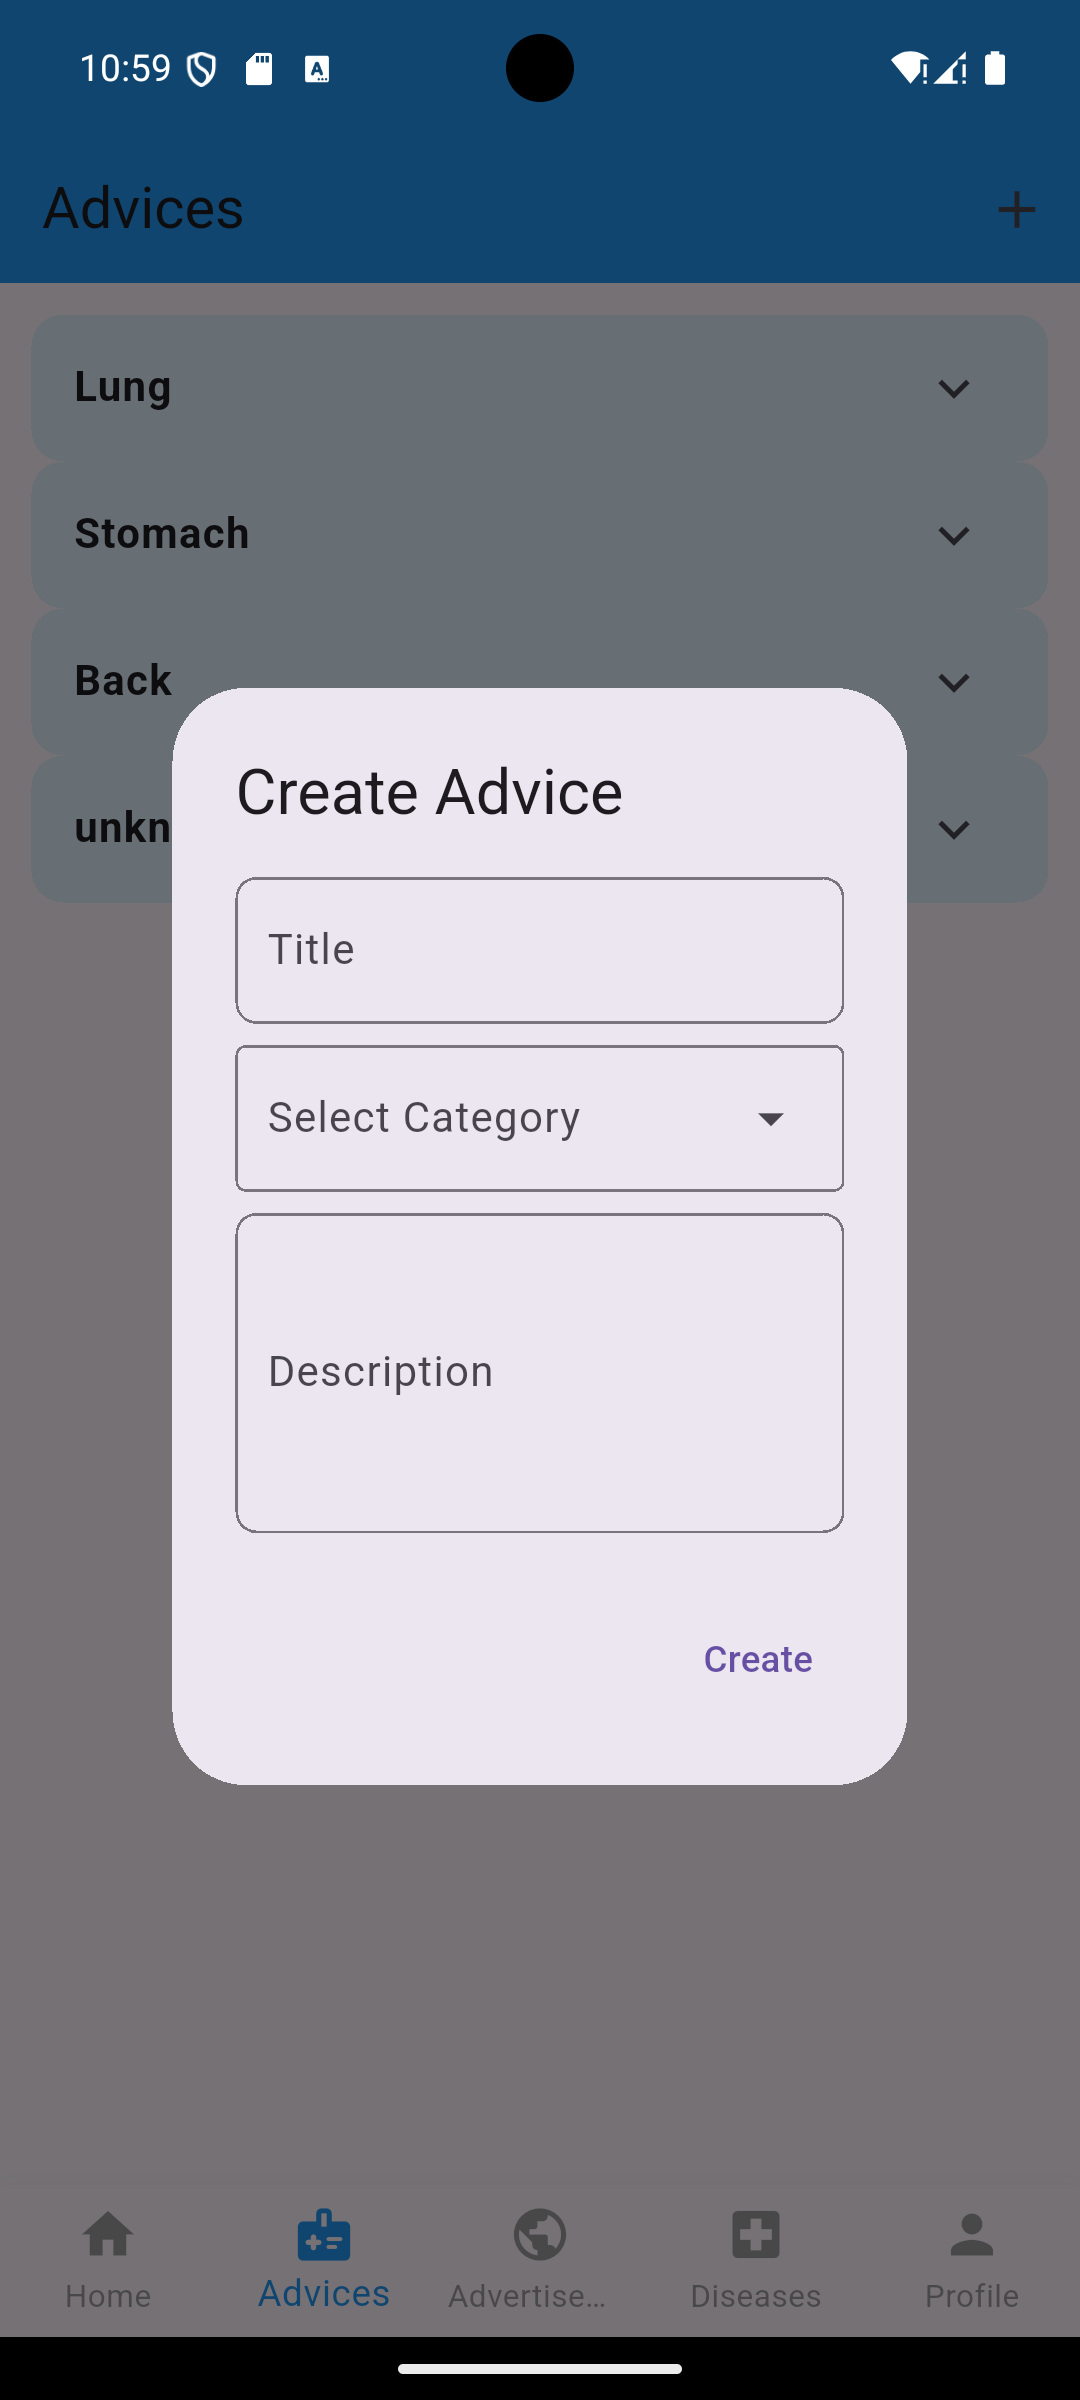 10:59
Advices
Lung
Stomach
Back
unkn
Create Advice
Title
Select Category
Description
Create
Home
Advices
Advertise…
Diseases
Profile